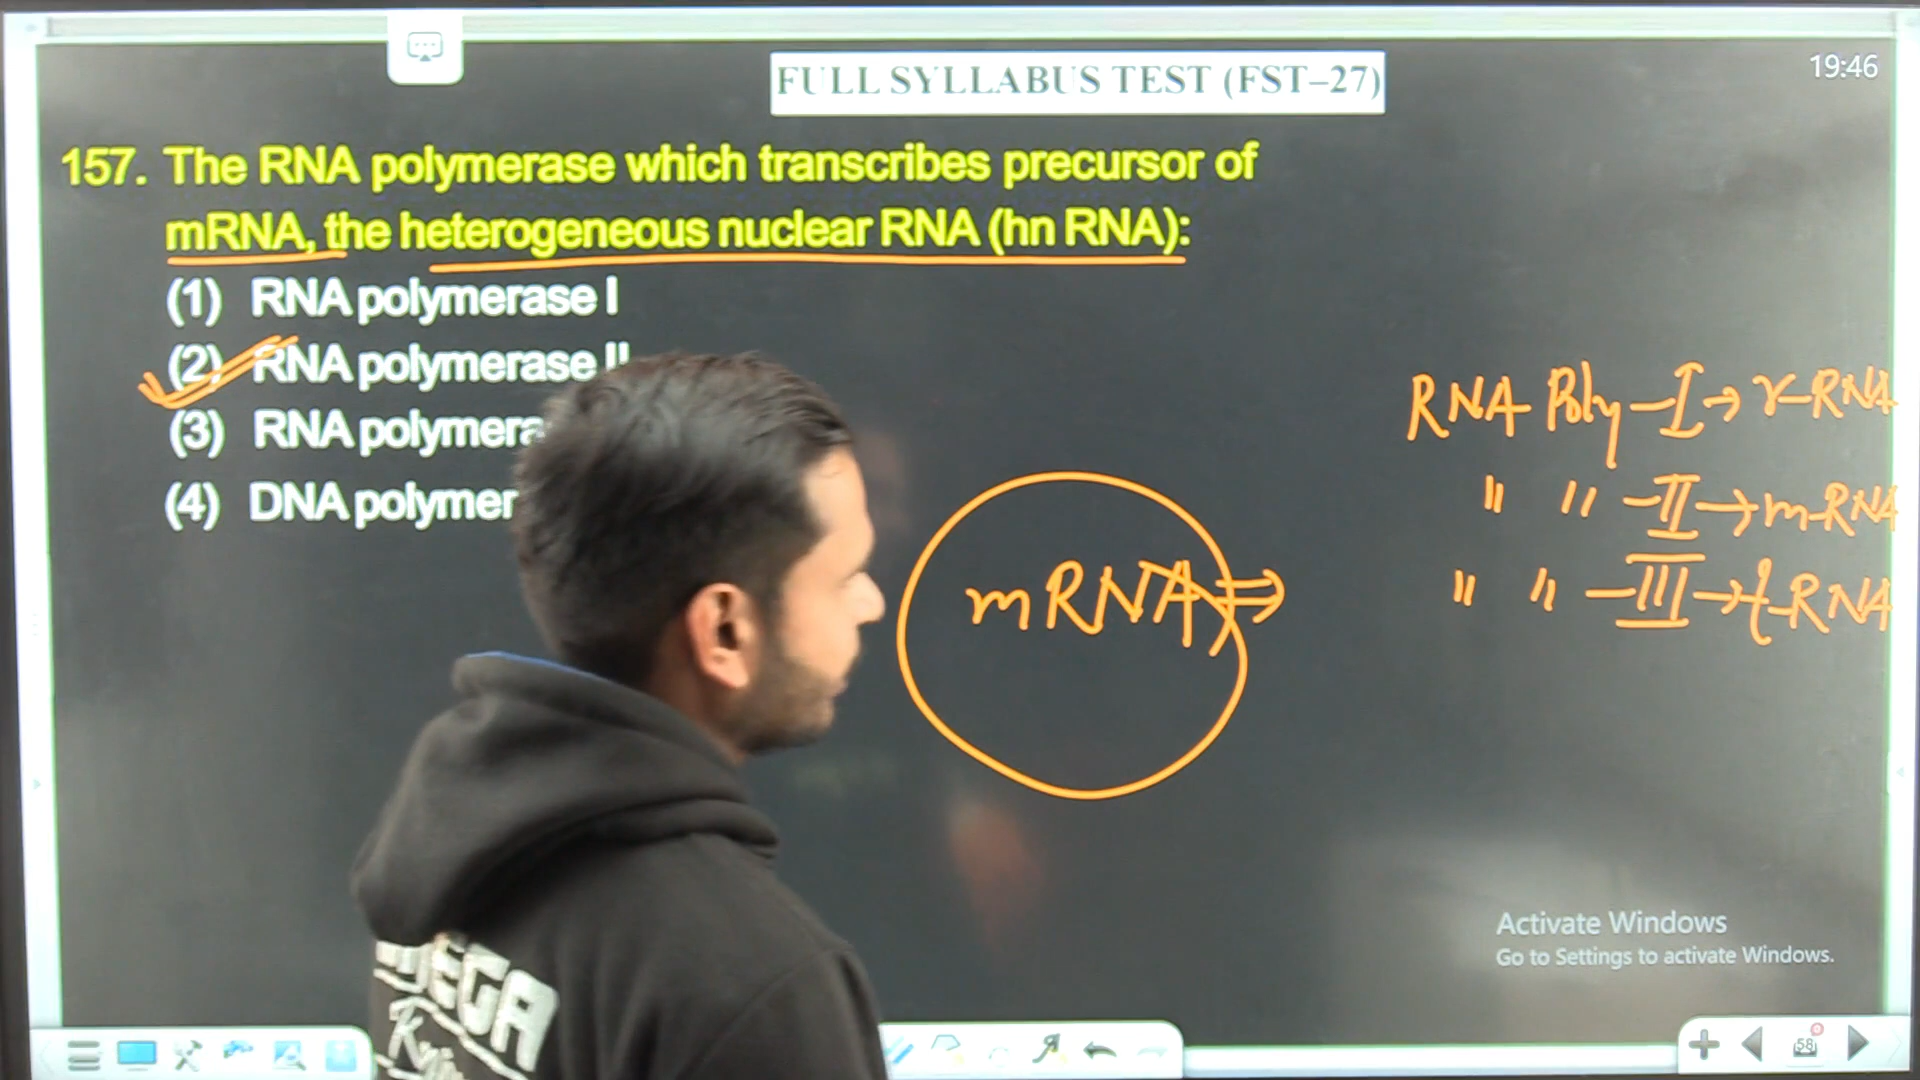 FULL SYLLABUS TEST (FST–27)
19:46
157. The RNA polymerase which transcribes precursor of
mRNA, the heterogeneous nuclear RNA (hn RNA):
(1) RNA polymerase I
(2) RNA polymerase II
(3) RNA polymera
(4) DNA polymer
RNA Poly – I → r-RNA
" " – II → m-RNA
" " – III → t-RNA
mRNA ⇒
Activate Windows
Go to Settings to activate Windows.
58